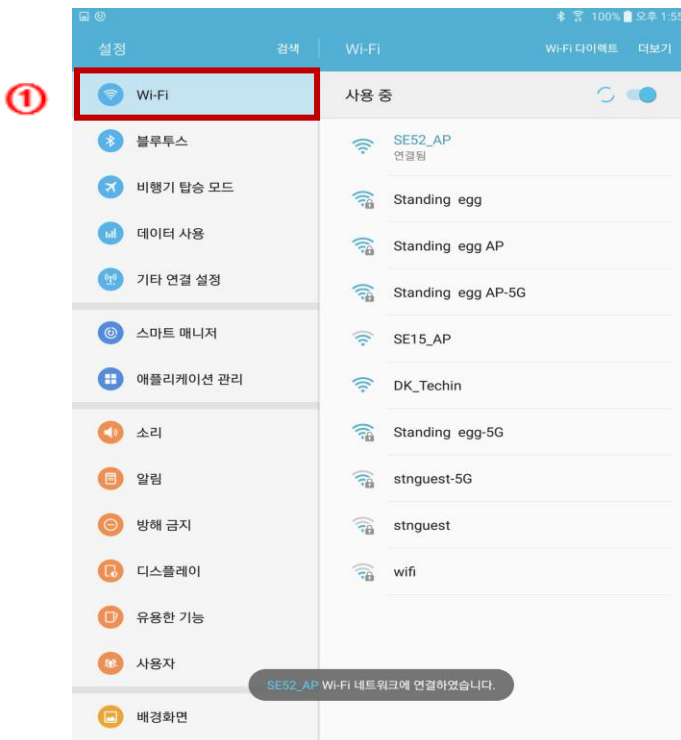 100% 오후 1:55
설정 검색 Wi-Fi Wi-Fi 다이렉트 더보기
① Wi-Fi 사용 중
블루투스 SE52_AP
연결됨
비행기 탑승 모드 Standing egg
데이터 사용 Standing egg AP
기타 연결 설정 Standing egg AP-5G
스마트 매니저 SE15_AP
애플리케이션 관리 DK_Techin
소리 Standing egg-5G
알림 stnguest-5G
방해 금지 stnguest
디스플레이 wifi
유용한 기능
사용자
SE52_AP Wi-Fi 네트워크에 연결하였습니다.
배경화면